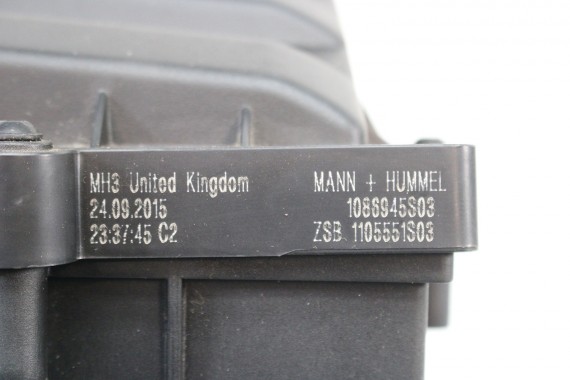 MH3 United Kingdom
24.09.2015
23:37:45 C2
MANN + HUMMEL
1086945S03
ZSB 1105551S03